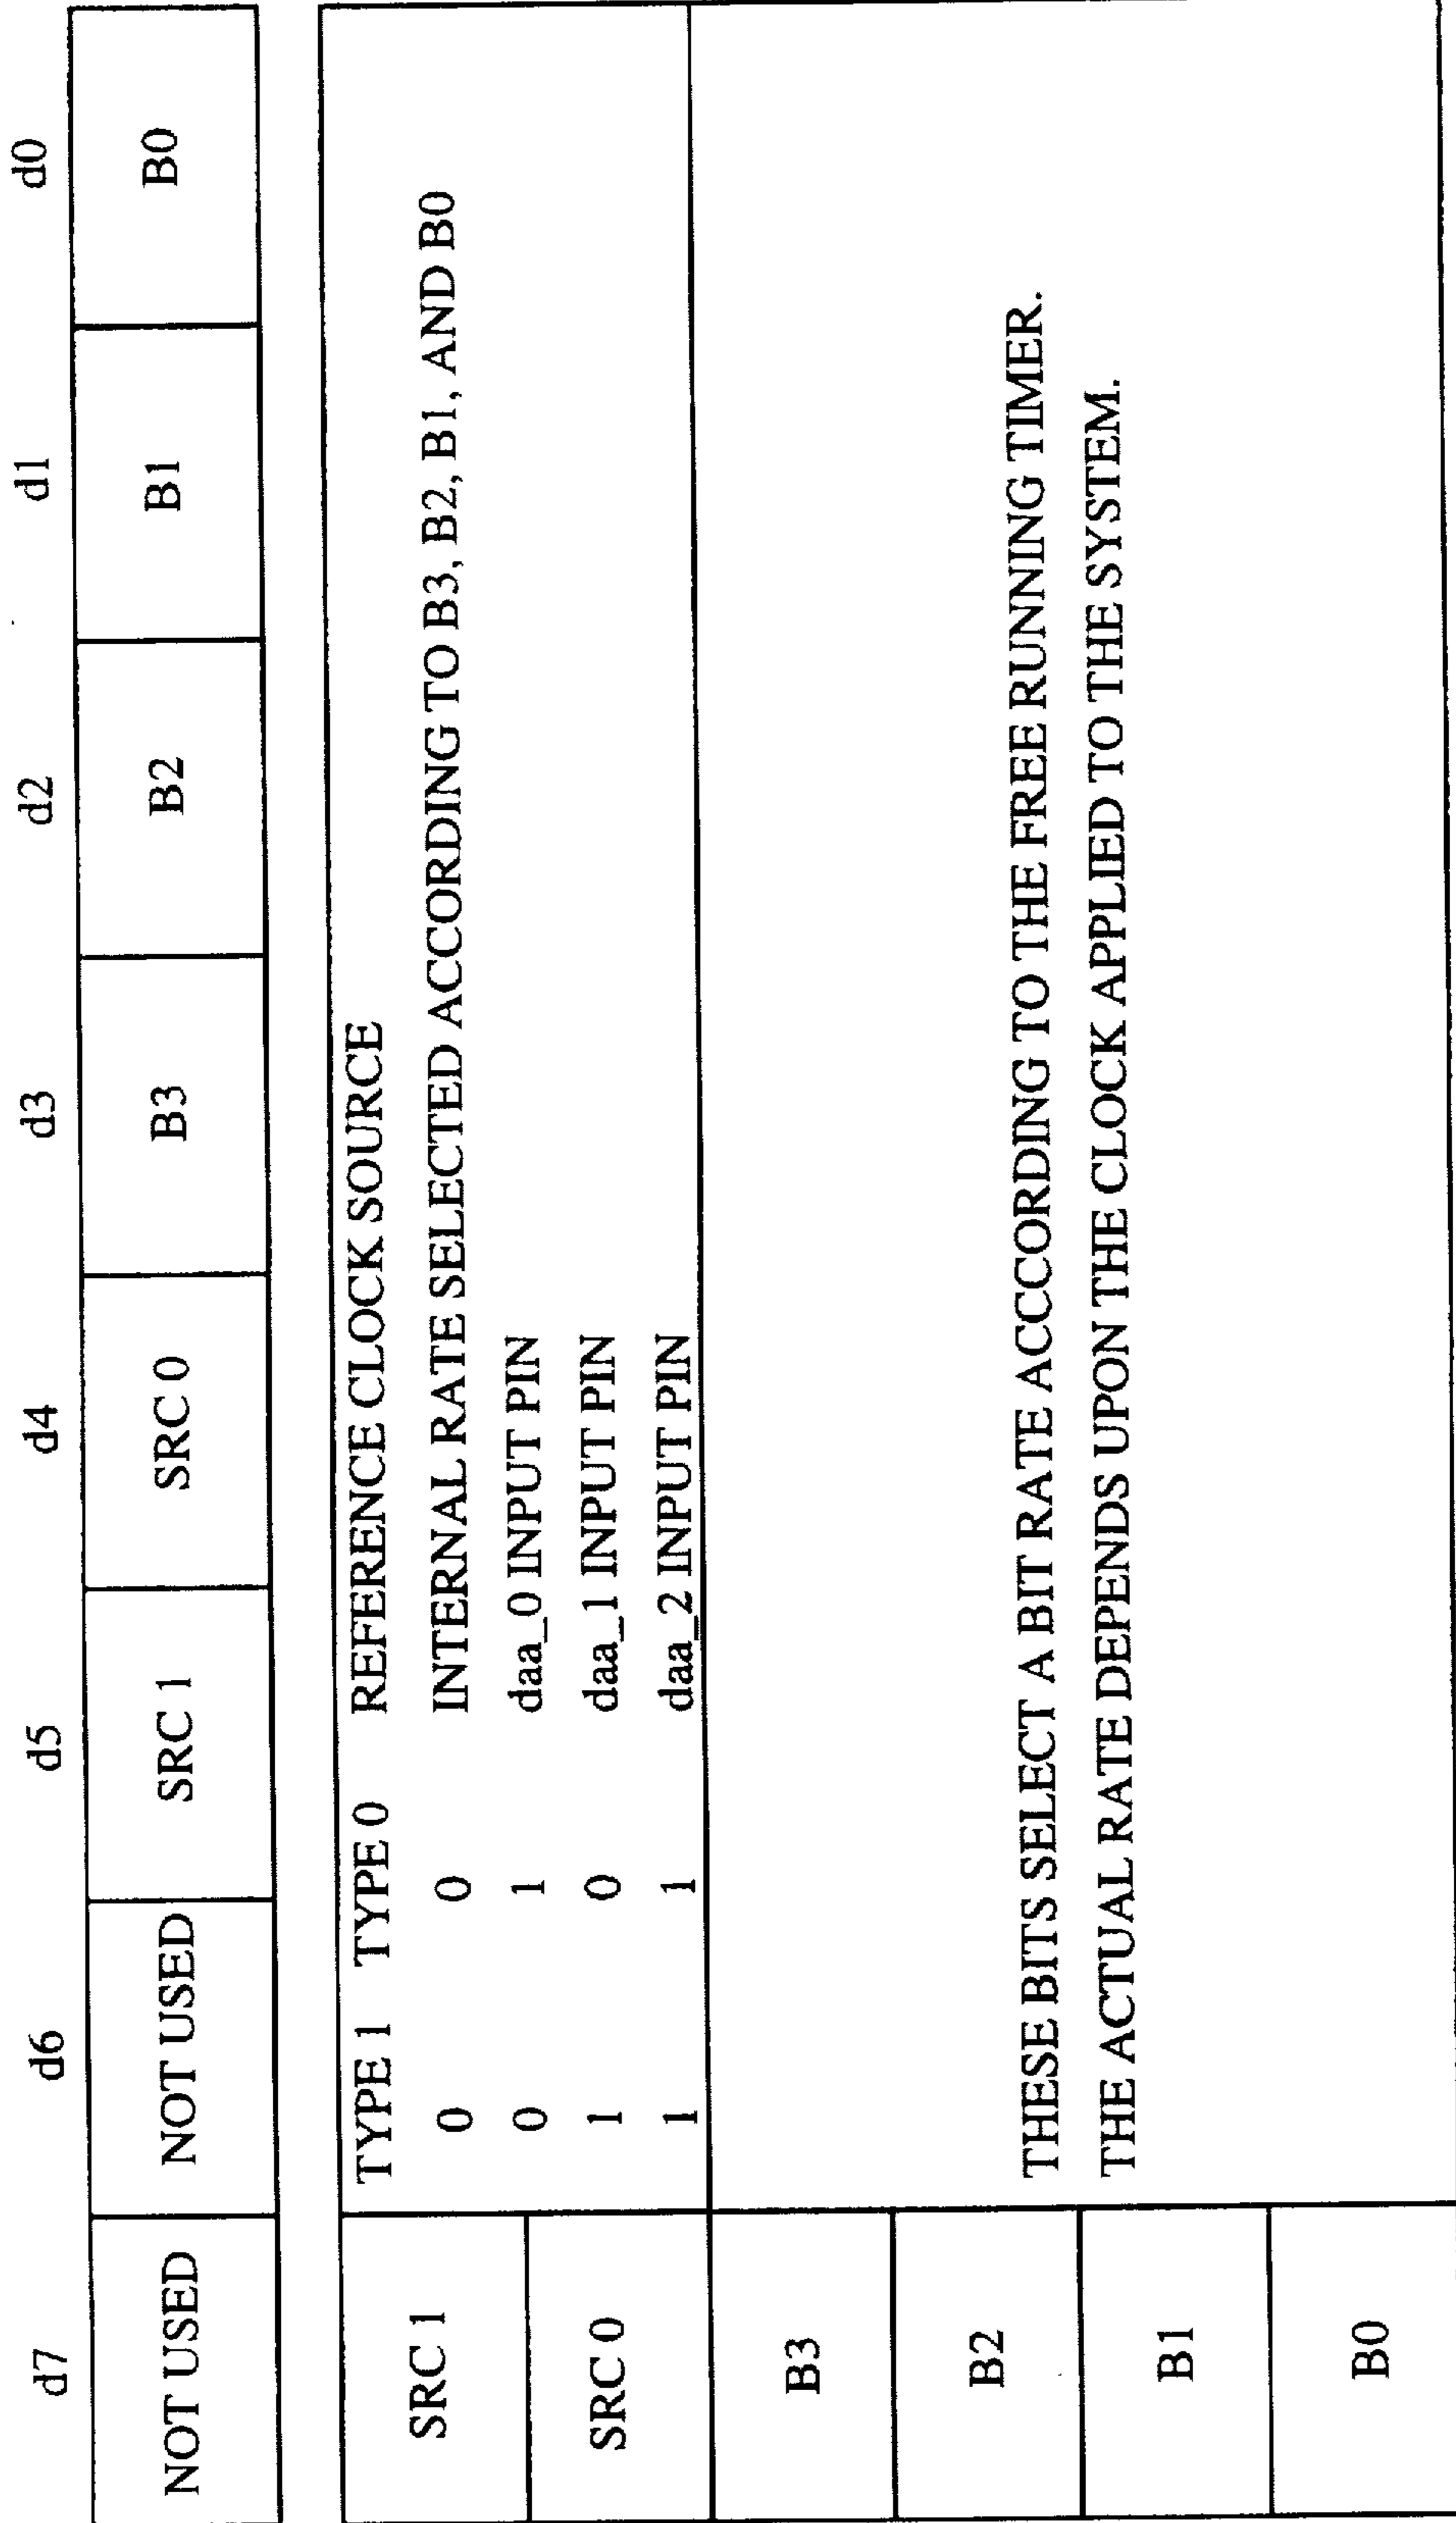 d7 d6 d5 d4 d3 d2 d1 d0
NOT USED NOT USED SRC 1 SRC 0 B3 B2 B1 B0
SRC 1
SRC 0
TYPE 1 TYPE 0 REFERENCE CLOCK SOURCE
0 0 INTERNAL RATE SELECTED ACCORDING TO B3, B2, B1, AND B0
0 1 daa_0 INPUT PIN
1 0 daa_1 INPUT PIN
1 1 daa_2 INPUT PIN
B3
B2
B1
B0
THESE BITS SELECT A BIT RATE ACCCORDING TO THE FREE RUNNING TIMER.
THE ACTUAL RATE DEPENDS UPON THE CLOCK APPLIED TO THE SYSTEM.